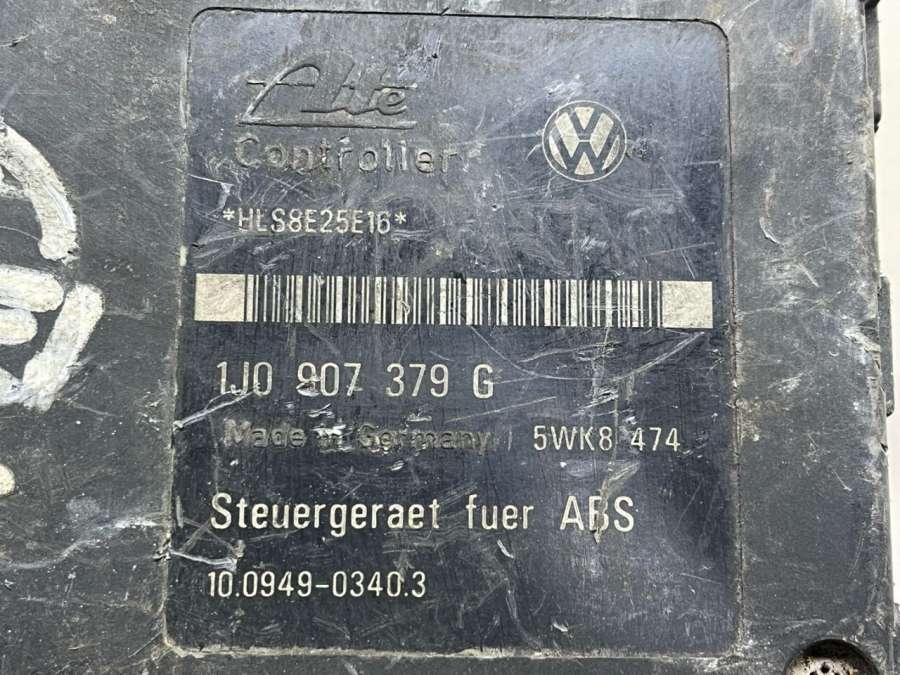 Ate
Controller
*HLS8E25E16*
1J0 907 379 G
Made in Germany 5WK8 474
Steuergeraet fuer ABS
10.0949-0340.3